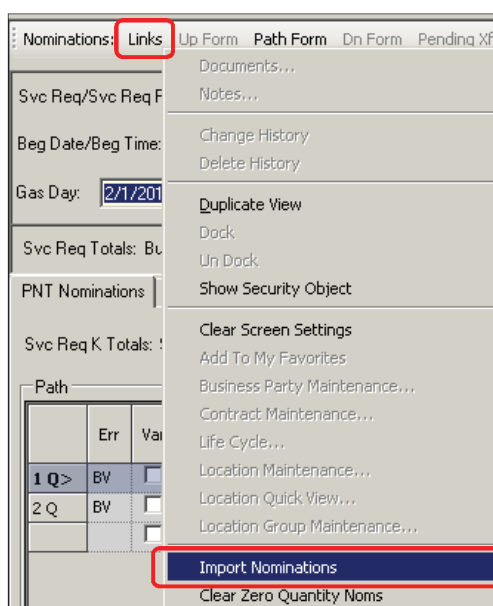 Nominations: Links Up Form Path Form Dn Form Pending Xf
Documents...
Svc Req/Svc Req Notes...
Beg Date/Beg Time: Change History
Delete History
Gas Day: 2/1/201 Duplicate View
Dock
Svc Req Totals: Un Dock
PNT Nominations Show Security Object
Svc Req K Totals: Clear Screen Settings
Add To My Favorites
Path Business Party Maintenance...
Contract Maintenance...
Err Life Cycle...
1 Q> BV Location Maintenance...
2 Q BV Location Quick View...
Location Group Maintenance...
Import Nominations
Clear Zero Quantity Noms